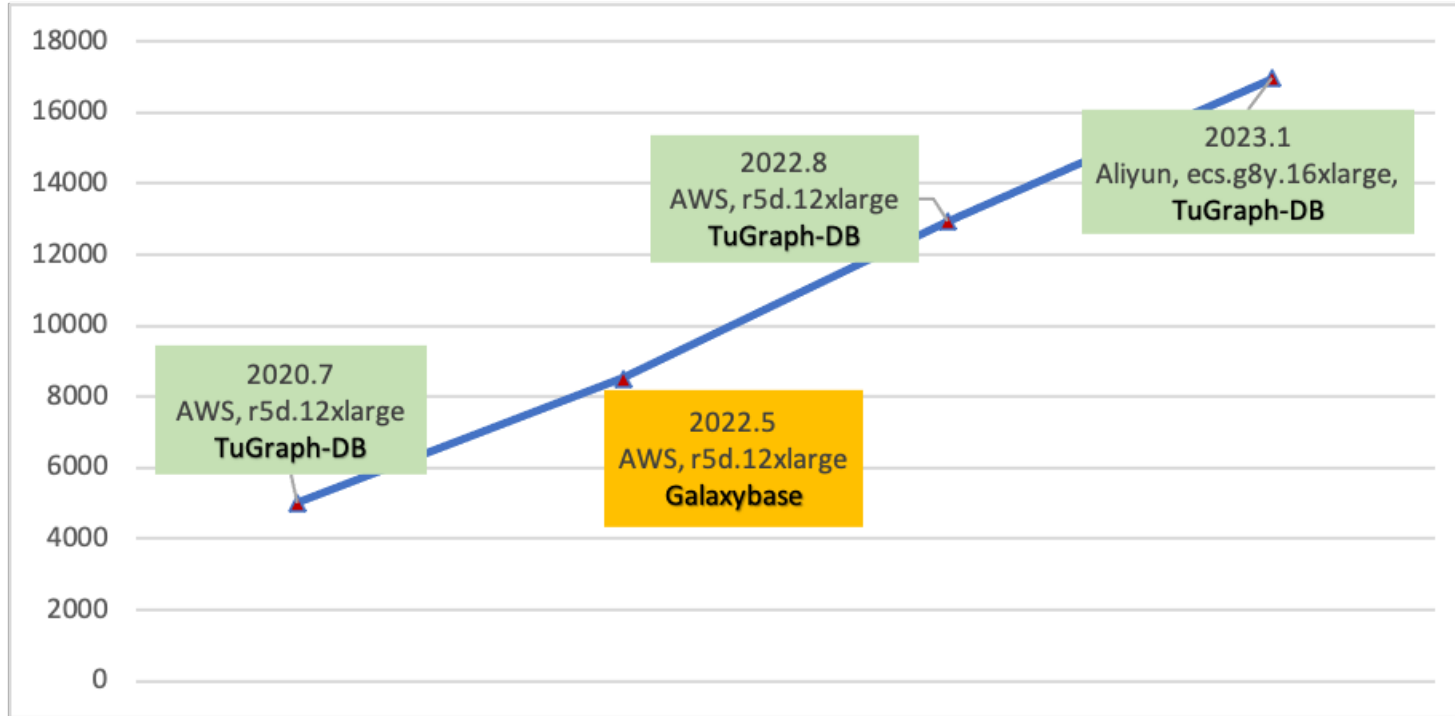 18000
16000
14000
12000
10000
8000
6000
4000
2000
0
2020.7
AWS, r5d.12xlarge
TuGraph-DB
2022.5
AWS, r5d.12xlarge
Galaxybase
2022.8
AWS, r5d.12xlarge
TuGraph-DB
2023.1
Aliyun, ecs.g8y.16xlarge,
TuGraph-DB